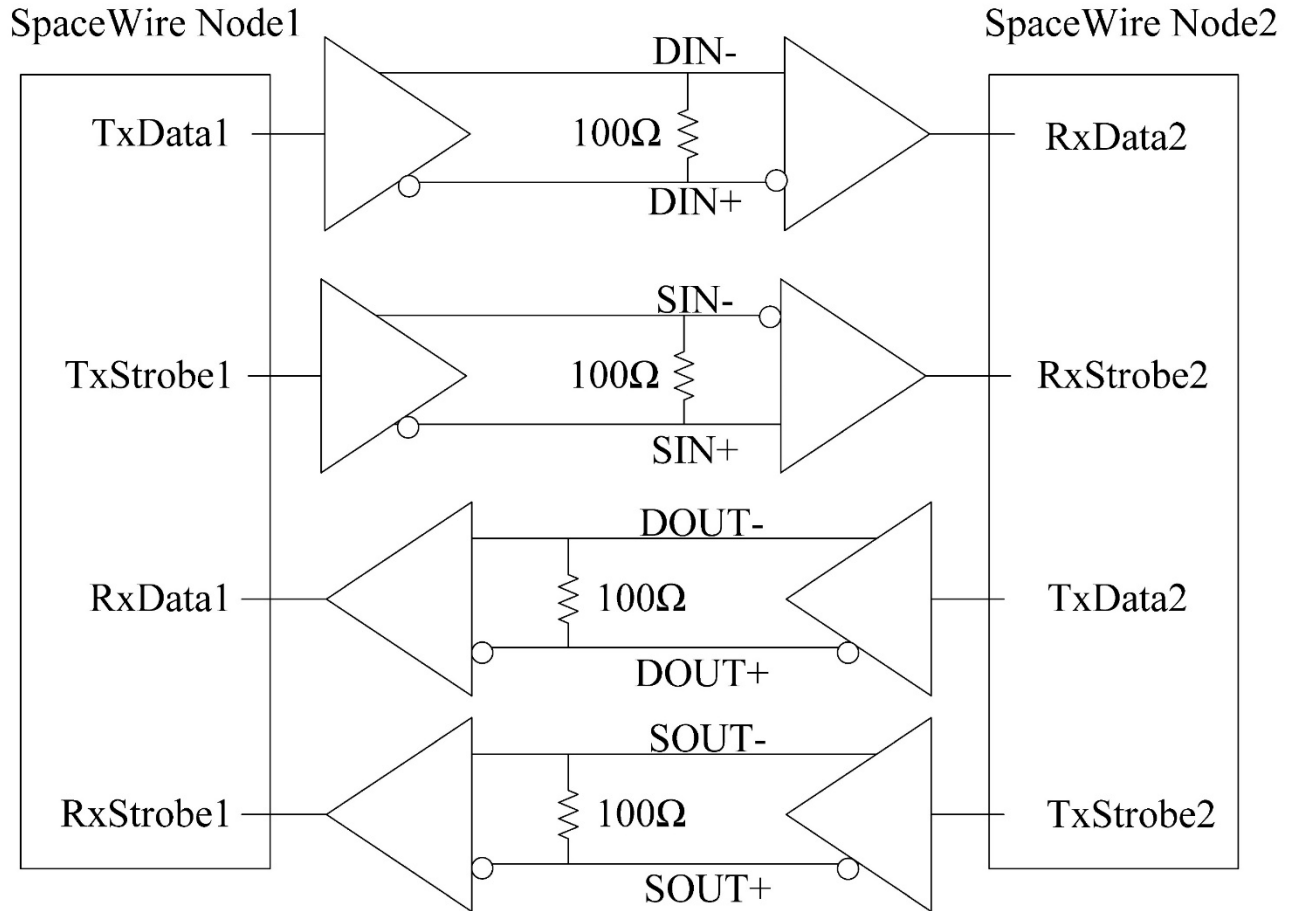 SpaceWire Node1
SpaceWire Node2
DIN-
TxData1
100Ω
RxData2
DIN+
SIN-
TxStrobe1
100Ω
RxStrobe2
SIN+
DOUT-
RxData1
100Ω
TxData2
DOUT+
SOUT-
RxStrobe1
100Ω
TxStrobe2
SOUT+